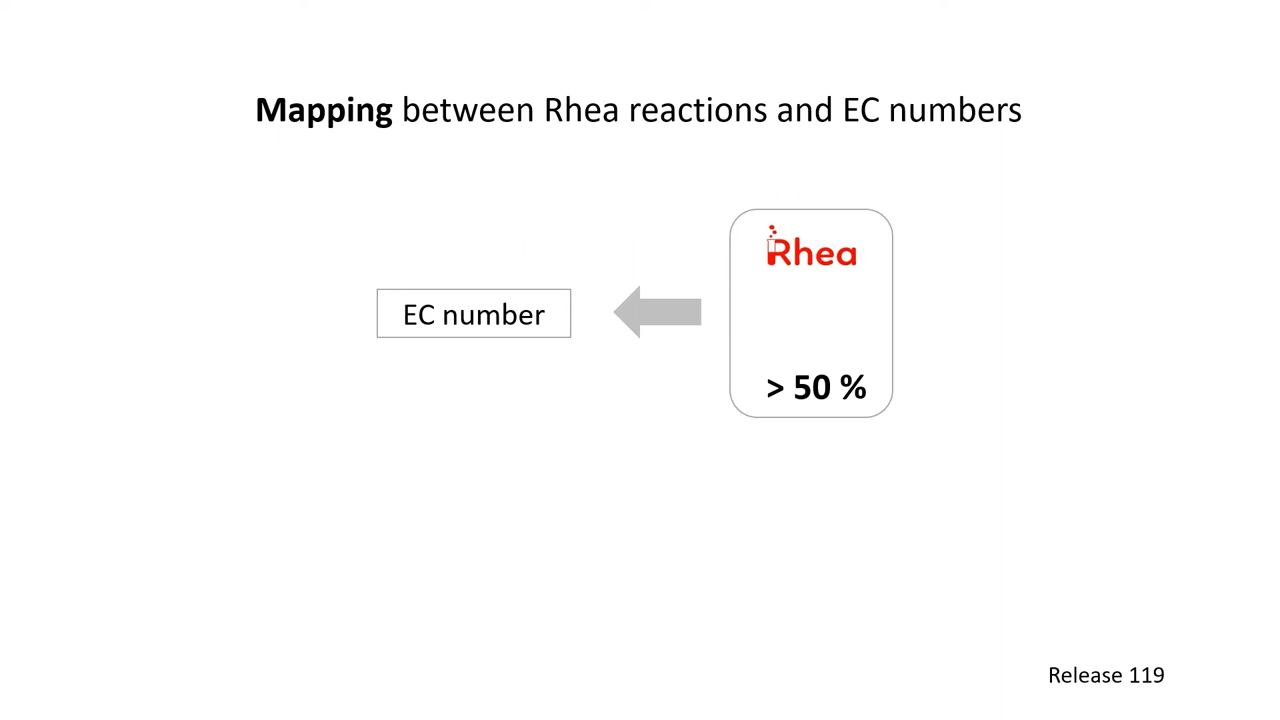 Mapping between Rhea reactions and EC numbers
Rhea
EC number
> 50 %
Release 119